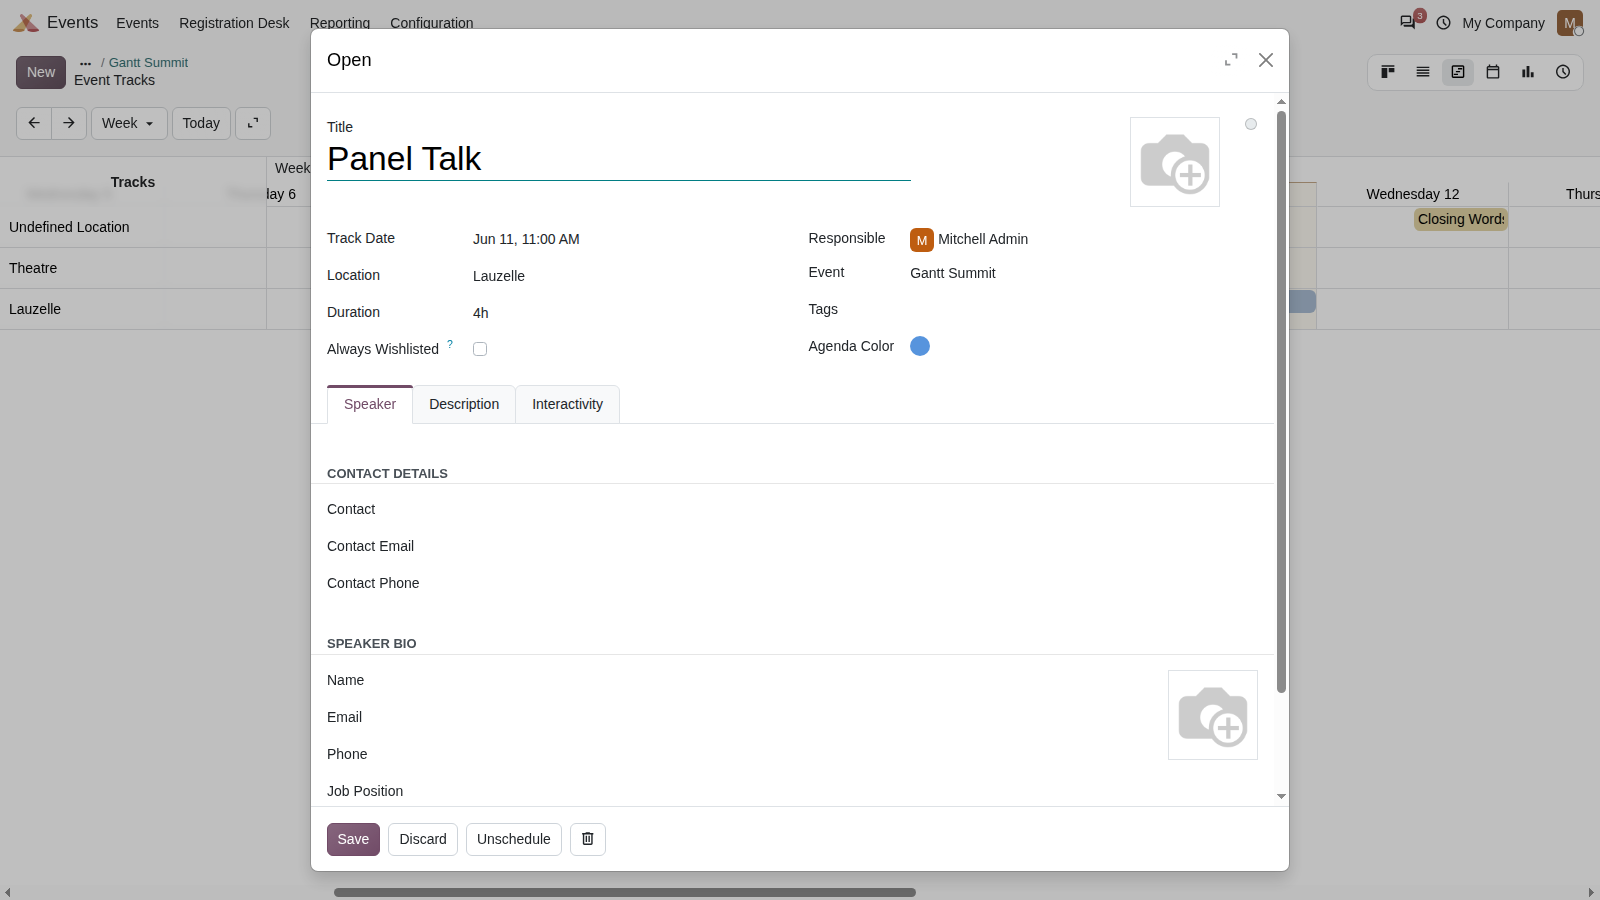 Events Events Registration Desk Reporting Configuration 3 My Company M
New ... / Gantt Summit
Event Tracks
Week Today
Tracks Week
day 6 Wednesday 12 Thurs
Undefined Location Closing Words
Theatre
Lauzelle
Open
Title
Panel Talk
Track Date Jun 11, 11:00 AM Responsible M Mitchell Admin
Location Lauzelle Event Gantt Summit
Duration 4h Tags
Always Wishlisted ? Agenda Color
Speaker Description Interactivity
CONTACT DETAILS
Contact
Contact Email
Contact Phone
SPEAKER BIO
Name
Email
Phone
Job Position
Save Discard Unschedule